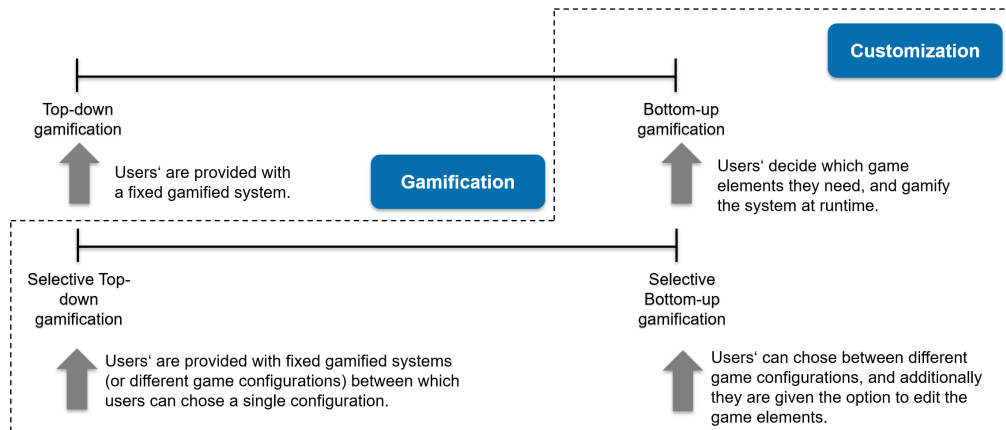 Customization
Top-down
gamification
Bottom-up
gamification
Users‘ are provided with
a fixed gamified system.
Gamification
Users‘ decide which game
elements they need, and gamify
the system at runtime.
Selective Top-
down
gamification
Selective
Bottom-up
gamification
Users‘ are provided with fixed gamified systems
(or different game configurations) between which
users can chose a single configuration.
Users‘ can chose between different
game configurations, and additionally
they are given the option to edit the
game elements.